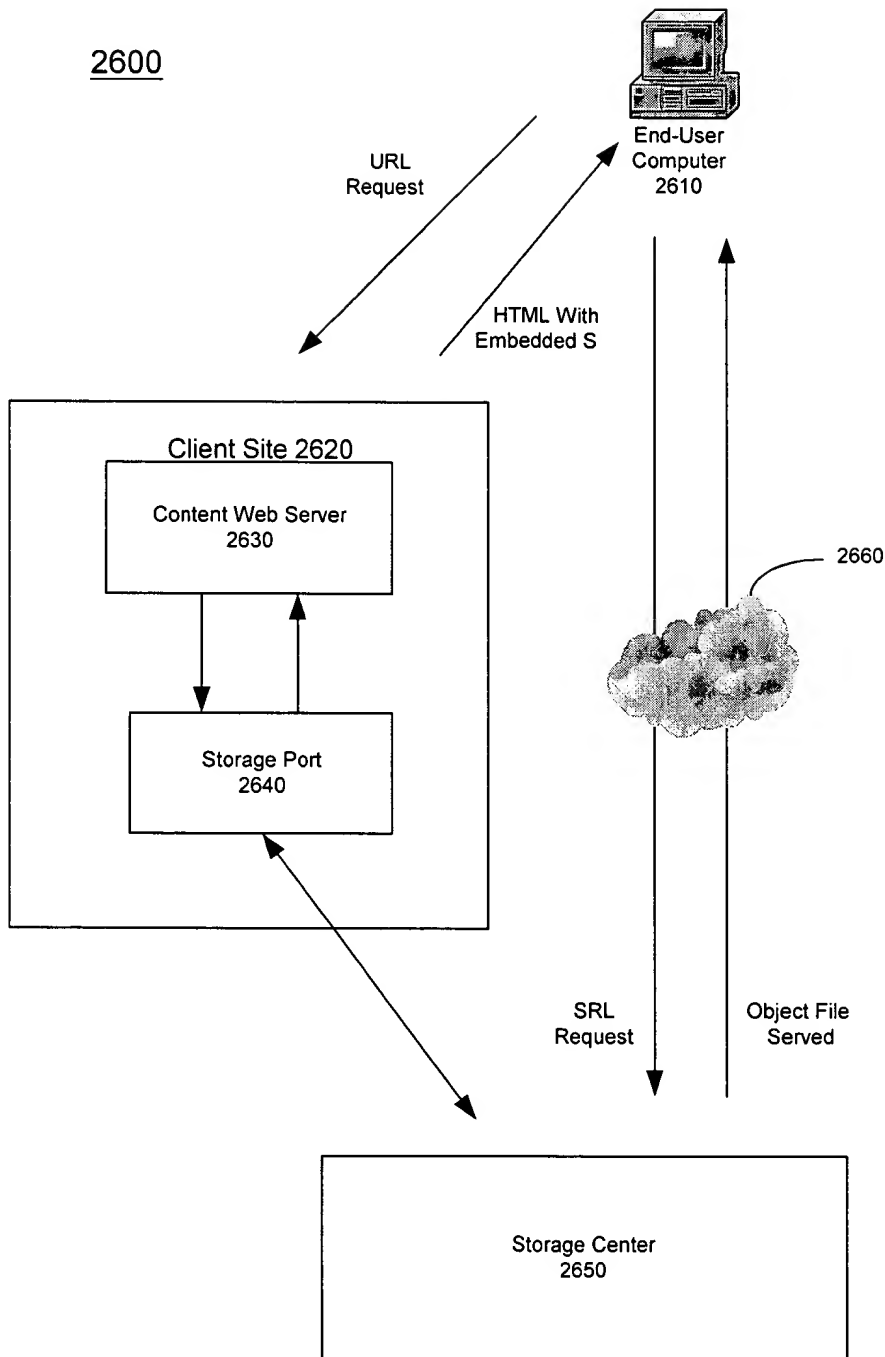 2600
End-User
Computer
2610
URL
Request
HTML With
Embedded S
Client Site 2620
Content Web Server
2630
2660
Storage Port
2640
SRL
Request
Object File
Served
Storage Center
2650